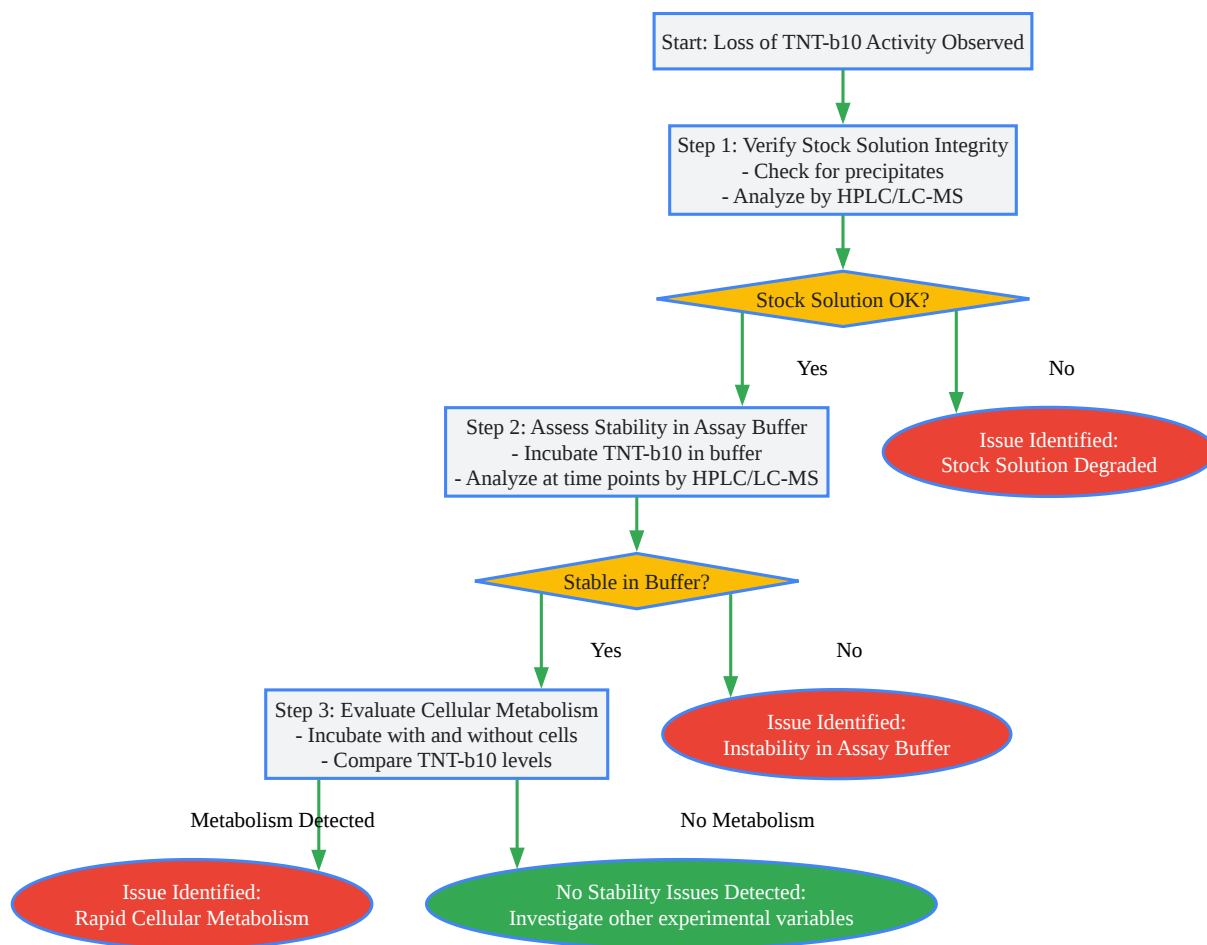 Start: Loss of TNT-b10 Activity Observed
Step 1: Verify Stock Solution Integrity
- Check for precipitates
- Analyze by HPLC/LC-MS
Stock Solution OK?
Yes
No
Step 2: Assess Stability in Assay Buffer
- Incubate TNT-b10 in buffer
- Analyze at time points by HPLC/LC-MS
Issue Identified:
Stock Solution Degraded
Stable in Buffer?
Yes
No
Step 3: Evaluate Cellular Metabolism
- Incubate with and without cells
- Compare TNT-b10 levels
Issue Identified:
Instability in Assay Buffer
Metabolism Detected
No Metabolism
Issue Identified:
Rapid Cellular Metabolism
No Stability Issues Detected:
Investigate other experimental variables